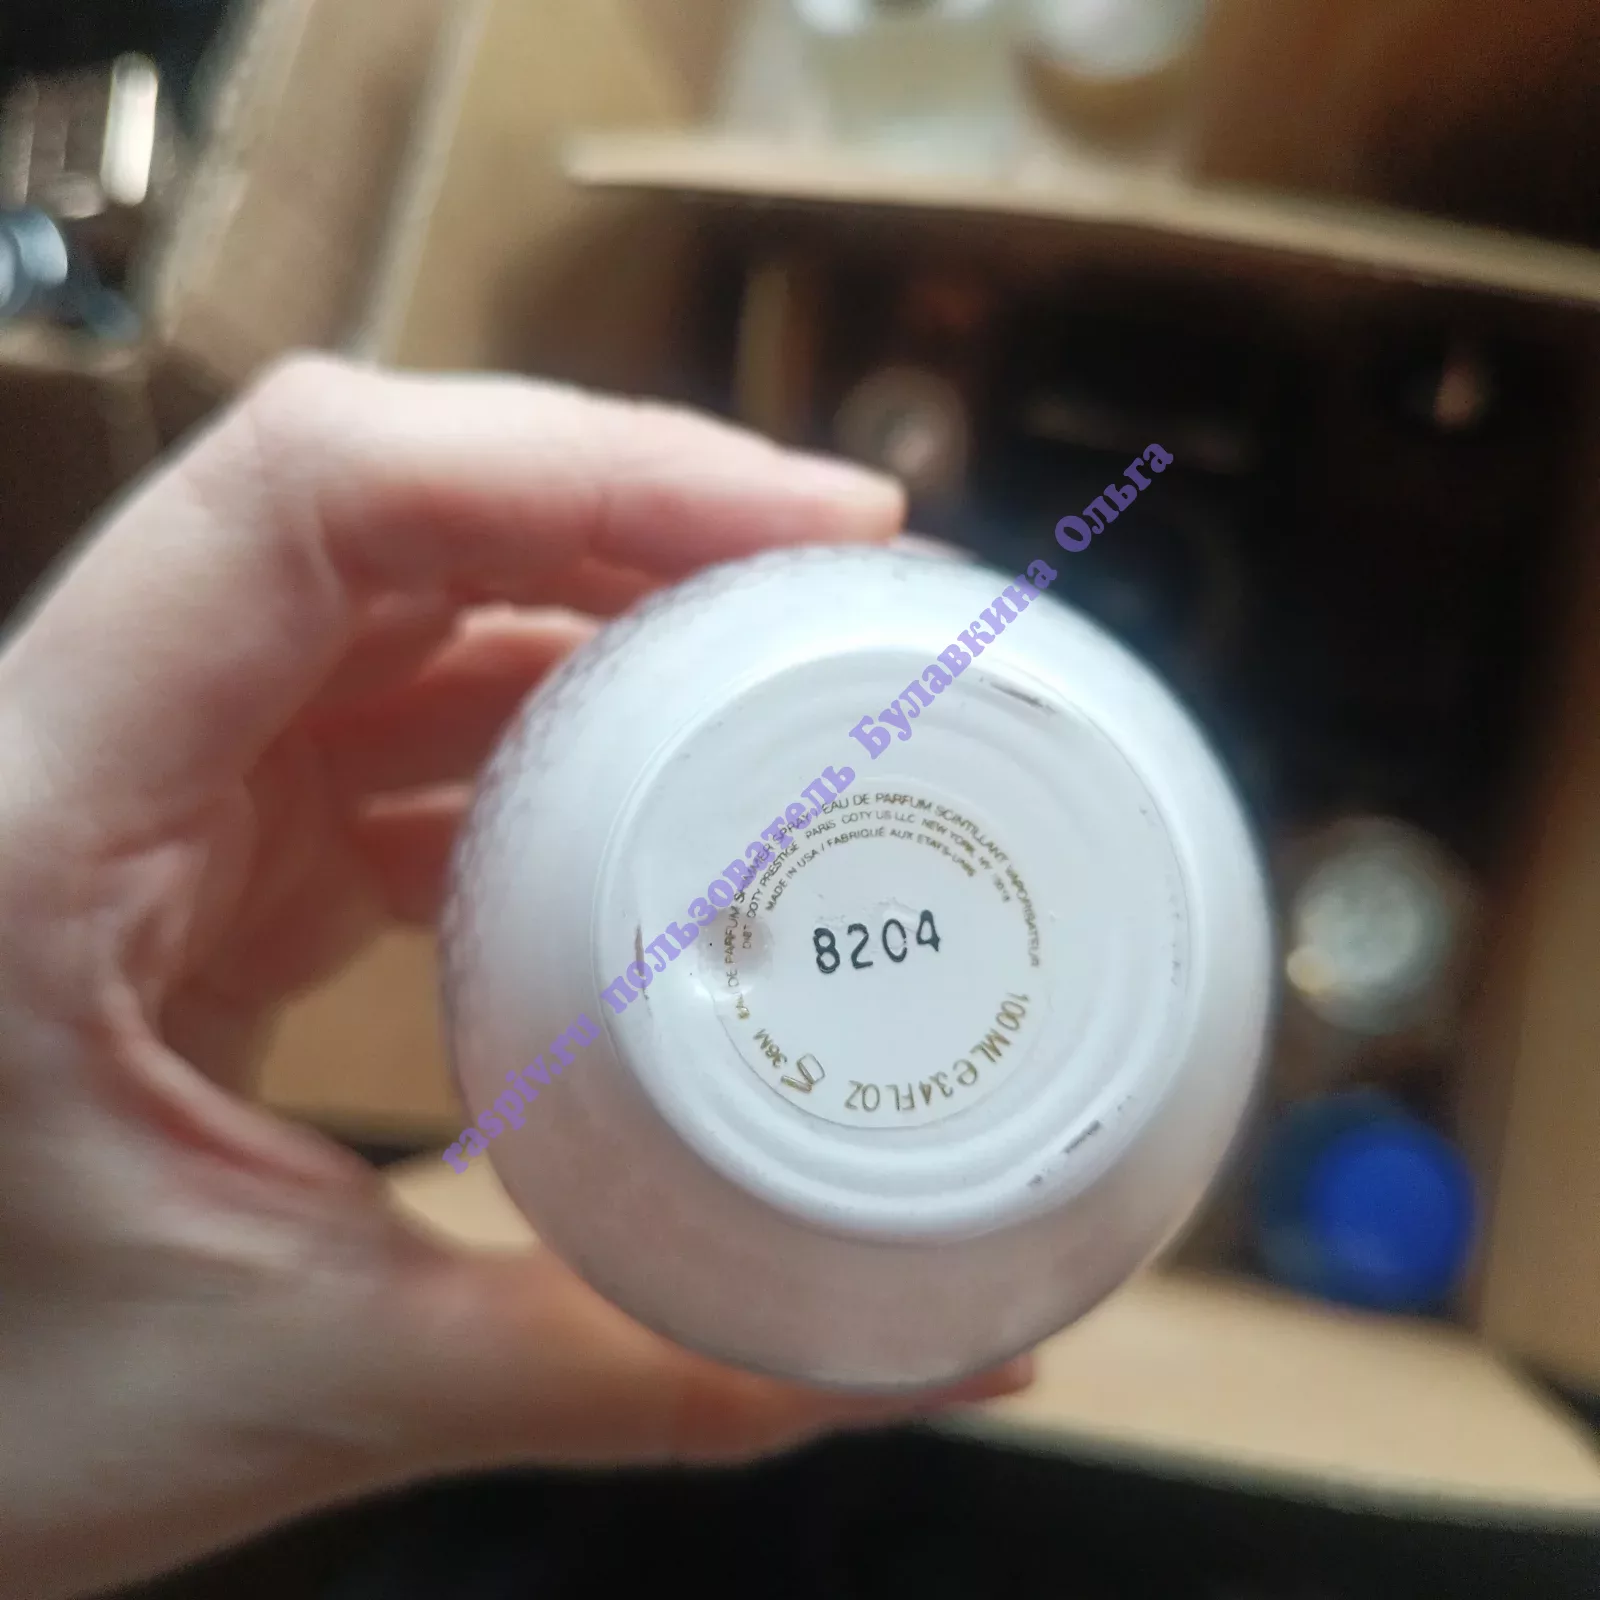 EAU DE PARFUM SHIMMER SPRAY / EAU DE PARFUM SCINTILLANT VAPORISATEUR
COTY PRESTIGE PARIS COTY US LLC NEW YORK, NY
MADE IN USA / FABRIQUÉ AUX ETATS-UNIS
8204
36M
100 ML e 3.4 FL OZ
raspiv.ru пользователь Булавкина Ольга